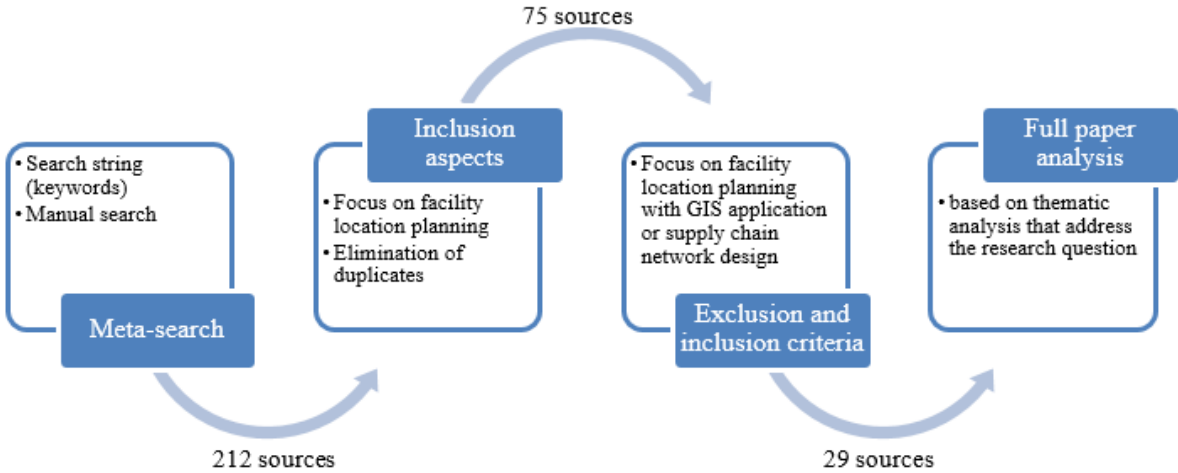 75 sources
• Search string
(keywords)
• Manual search
Meta-search
212 sources
Inclusion
aspects
• Focus on facility
location planning
• Elimination of
duplicates
• Focus on facility
location planning
with GIS application
or supply chain
network design
Exclusion and
inclusion criteria
29 sources
Full paper
analysis
• based on thematic
analysis that address
the research question